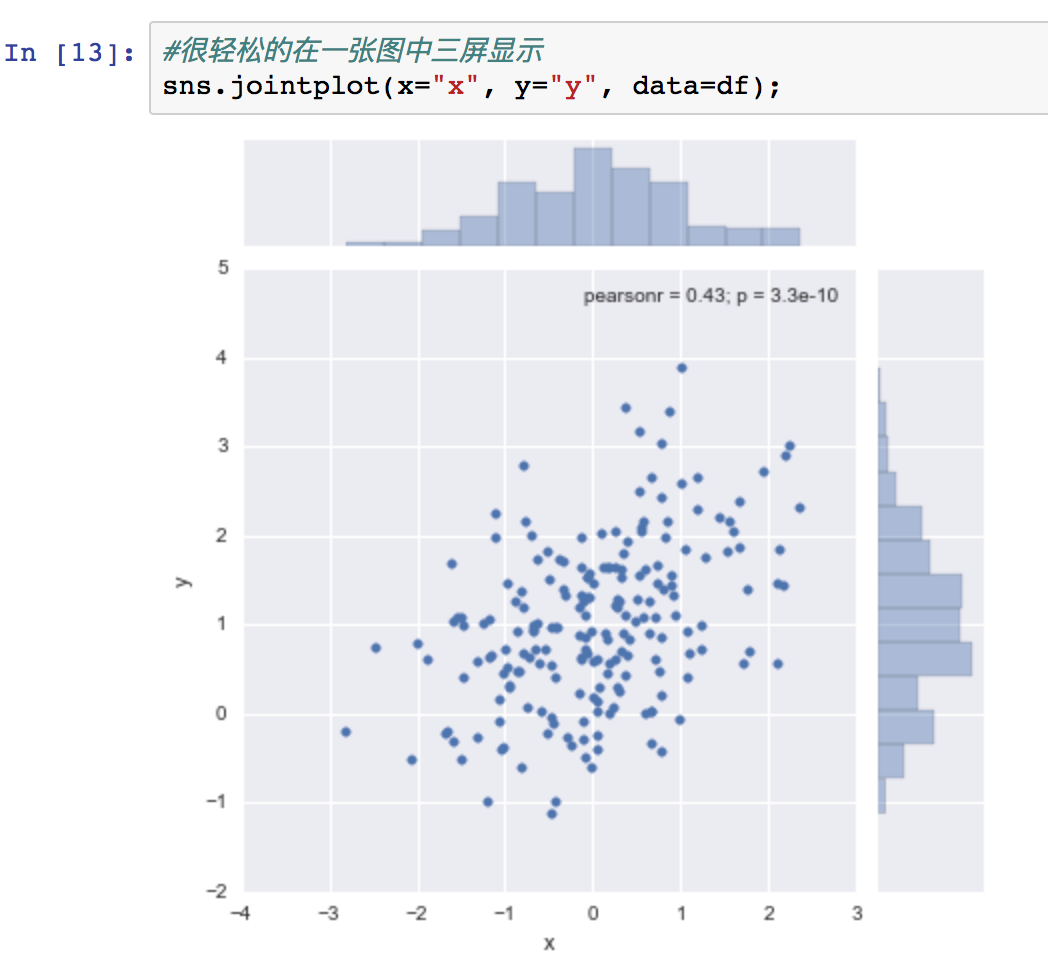 In [13]:
#很轻松的在一张图中三屏显示
sns.jointplot(x="x", y="y", data=df);
5
pearsonr = 0.43; p = 3.3e-10
4
3
2
y
1
0
−1
−2
−4 −3 −2 −1 0 1 2 3
x